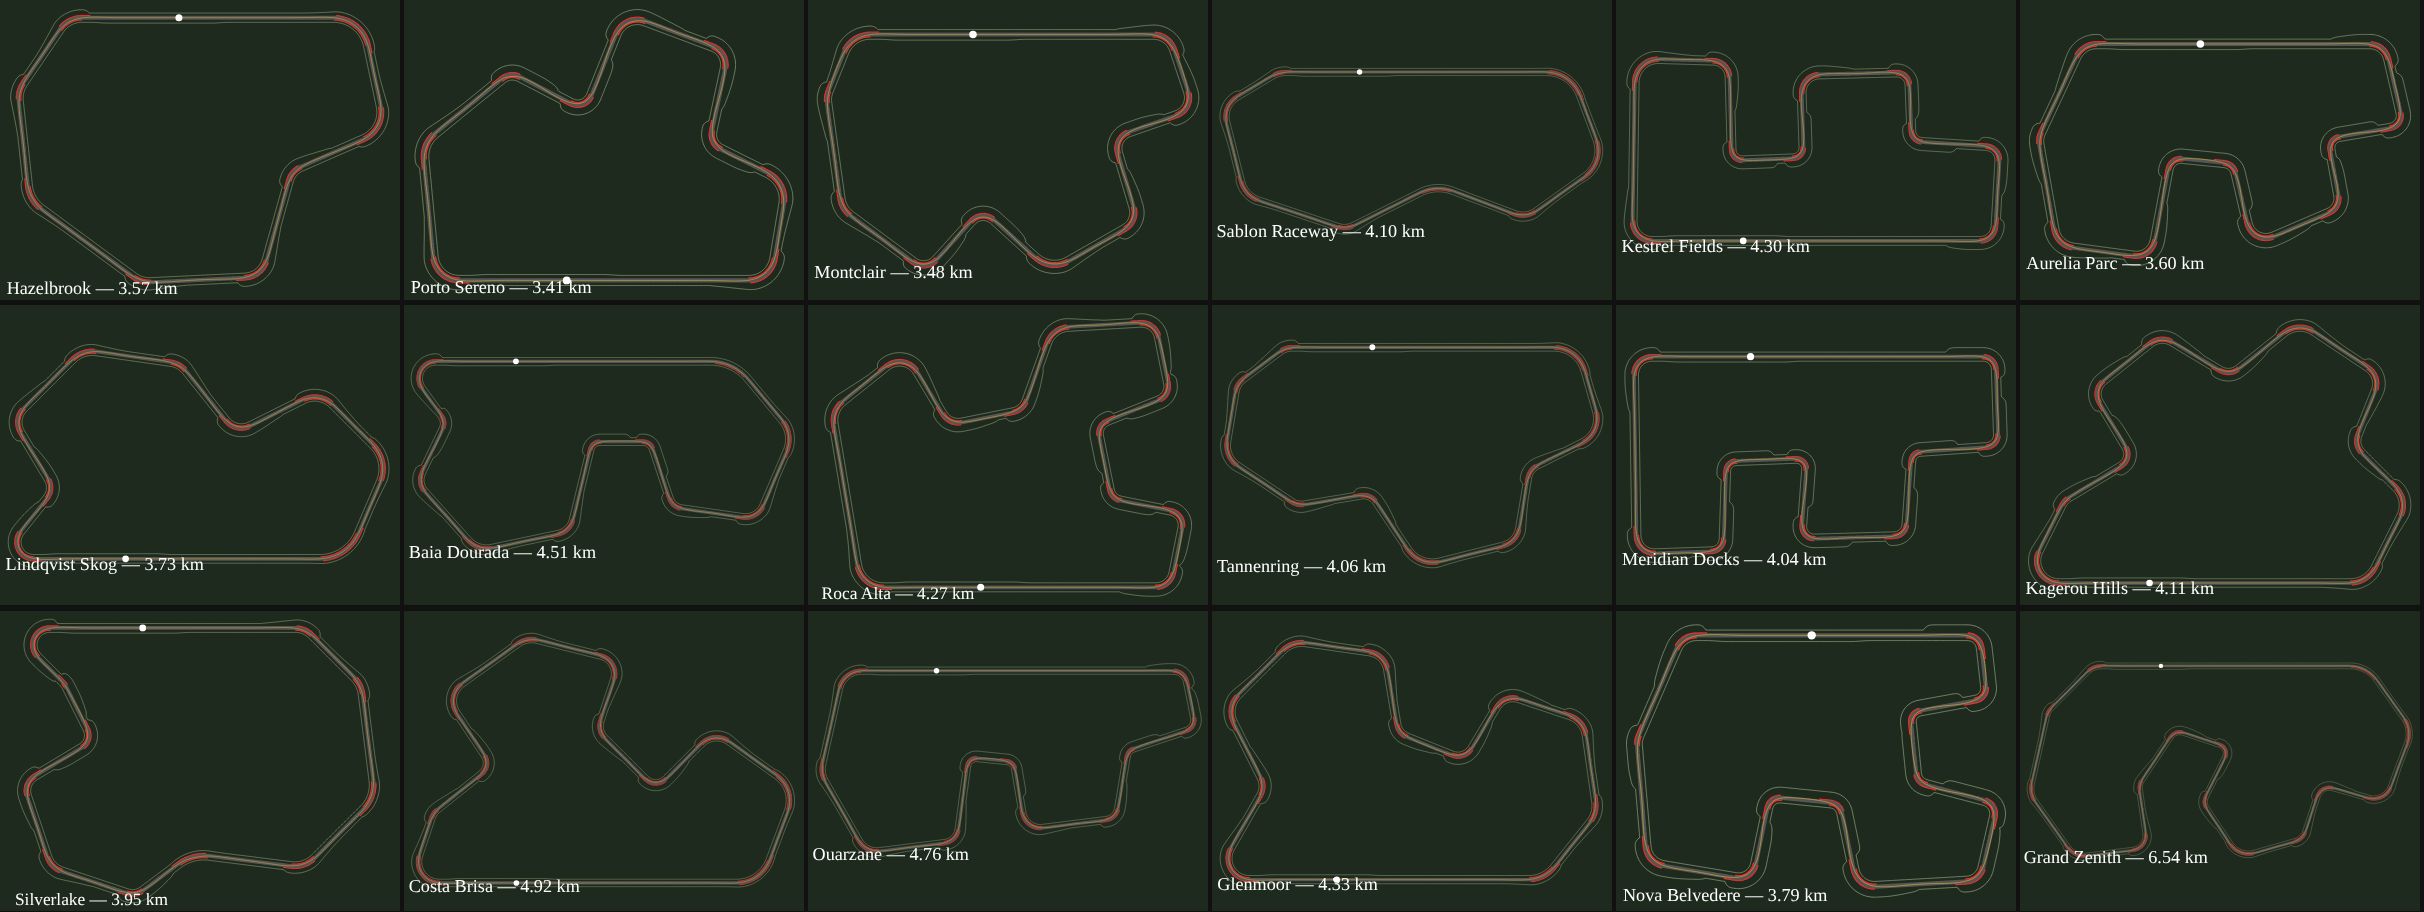 Hazelbrook — 3.57 km
Porto Sereno — 3.41 km
Montclair — 3.48 km
Sablon Raceway — 4.10 km
Kestrel Fields — 4.30 km
Aurelia Parc — 3.60 km
Lindqvist Skog — 3.73 km
Baia Dourada — 4.51 km
Roca Alta — 4.27 km
Tannenring — 4.06 km
Meridian Docks — 4.04 km
Kagerou Hills — 4.11 km
Silverlake — 3.95 km
Costa Brisa — 4.92 km
Ouarzane — 4.76 km
Glenmoor — 4.33 km
Nova Belvedere — 3.79 km
Grand Zenith — 6.54 km